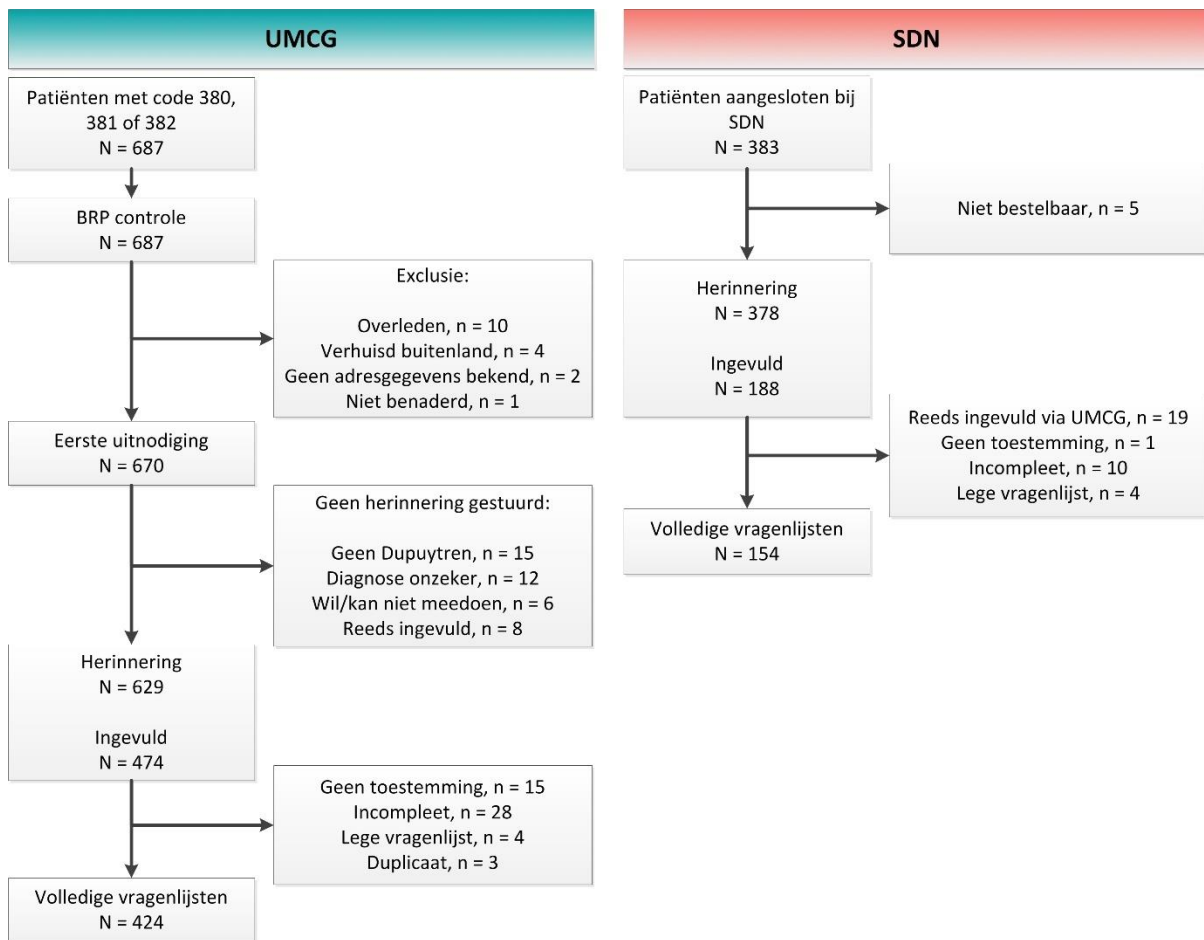 UMCG
Patiënten met code 380,
381 of 382
N = 687
BRP controle
N = 687
Exclusie:
Overleden, n = 10
Verhuisd buitenland, n = 4
Geen adresgegevens bekend, n = 2
Niet benaderd, n = 1
Eerste uitnodiging
N = 670
Geen herinnering gestuurd:
Geen Dupuytren, n = 15
Diagnose onzeker, n = 12
Wil/kan niet meedoen, n = 6
Reeds ingevuld, n = 8
Herinnering
N = 629
Ingevuld
N = 474
Geen toestemming, n = 15
Incompleet, n = 28
Lege vragenlijst, n = 4
Duplicaat, n = 3
Volledige vragenlijsten
N = 424
SDN
Patiënten aangesloten bij
SDN
N = 383
Niet bestelbaar, n = 5
Herinnering
N = 378
Ingevuld
N = 188
Reeds ingevuld via UMCG, n = 19
Geen toestemming, n = 1
Incompleet, n = 10
Lege vragenlijst, n = 4
Volledige vragenlijsten
N = 154